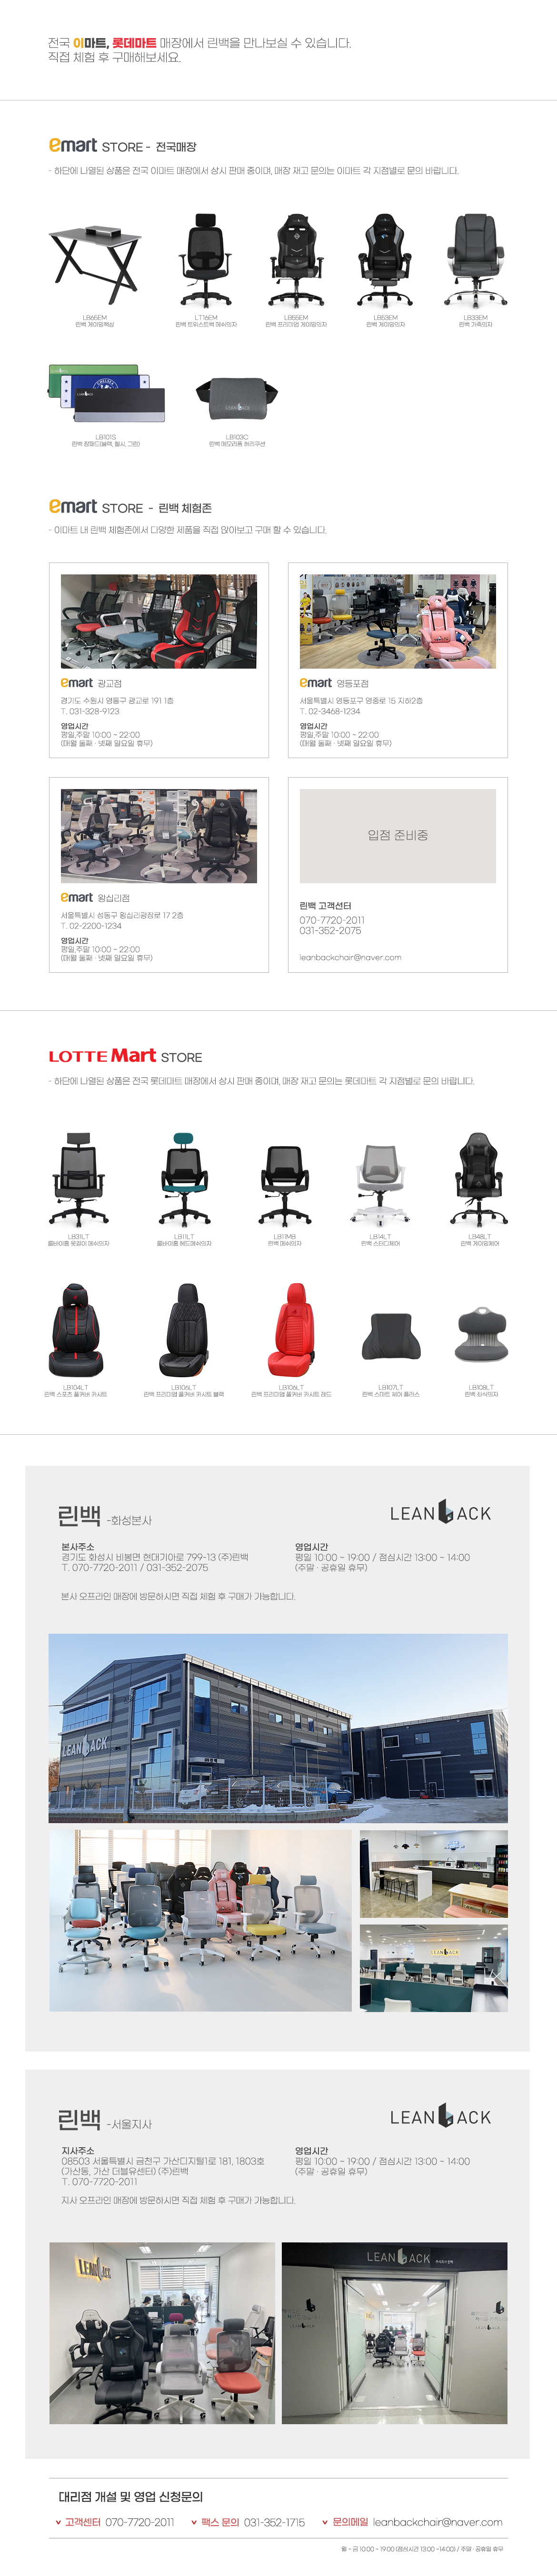 전국 이마트, 롯데마트 매장에서 린백을 만나보실 수 있습니다.
직접 체험 후 구매해보세요.
emart STORE - 전국매장
- 하단에 나열된 상품은 전국 이마트 매장에서 상시 판매 중이며, 매장 재고 문의는 이마트 각 지점별로 문의 바랍니다.
LB65EM
린백 게이밍책상
LT16EM
린백 트위스트백 메쉬의자
LB55EM
린백 프리미엄 게이밍의자
LB53EM
린백 게이밍의자
LB33EM
린백 가죽의자
CHELSEA
LEANBACK
LEANBACK
LB101S
린백 장패드(블랙, 첼시, 그린)
LB103C
린백 메모리폼 허리쿠션
emart STORE - 린백 체험존
- 이마트 내 린백 체험존에서 다양한 제품을 직접 앉아보고 구매 할 수 있습니다.
emart 광교점
경기도 수원시 영통구 광교로 191 1층
T. 031-328-9123
영업시간
평일,주말 10:00 ~ 22:00
(매월 둘째 · 넷째 일요일 휴무)
emart 영등포점
서울특별시 영등포구 영중로 15 지하2층
T. 02-3468-1234
영업시간
평일,주말 10:00 ~ 22:00
(매월 둘째 · 넷째 일요일 휴무)
emart 왕십리점
서울특별시 성동구 왕십리광장로 17 2층
T. 02-2200-1234
영업시간
평일,주말 10:00 ~ 22:00
(매월 둘째 · 넷째 일요일 휴무)
입점 준비중
린백 고객센터
070-7720-2011
031-352-2075
leanbackchair@naver.com
LOTTE Mart STORE
- 하단에 나열된 상품은 전국 롯데마트 매장에서 상시 판매 중이며, 매장 재고 문의는 롯데마트 각 지점별로 문의 바랍니다.
LB31LT
룸바이홈 못쥼이 메쉬의자
LB11LT
룸바이홈 헤드메쉬의자
LB11MB
린백 메쉬의자
LB14LT
린백 스터디체어
LB48LT
린백 게이밍체어
LB104LT
린백 스포츠 풀커버 카시트
LB106LT
린백 프리미엄 풀커버 카시트 블랙
LB106LT
린백 프리미엄 풀커버 카시트 레드
LB107LT
린백 스마트 체어 플러스
LB108LT
린백 좌식의자
린백 -화성본사
LEANBACK
본사주소
경기도 화성시 비봉면 현대기아로 799-13 (주)린백
T. 070-7720-2011 / 031-352-2075
영업시간
평일 10:00 ~ 19:00 / 점심시간 13:00 ~ 14:00
(주말 · 공휴일 휴무)
본사 오프라인 매장에 방문하시면 직접 체험 후 구매가 가능합니다.
LEANBACK
LEANBACK
린백 -서울지사
LEANBACK
지사주소
08503 서울특별시 금천구 가산디지털1로 181, 1803호
(가산동, 가산 더블유센터) (주)린백
T. 070-7720-2011
영업시간
평일 10:00 ~ 19:00 / 점심시간 13:00 ~ 14:00
(주말 · 공휴일 휴무)
지사 오프라인 매장에 방문하시면 직접 체험 후 구매가 가능합니다.
LEANBACK
LEANBACK
대리점 개설 및 영업 신청문의
고객센터 070-7720-2011
팩스 문의 031-352-1715
문의메일 leanbackchair@naver.com
월 ~ 금 10:00 ~ 19:00 (점심시간 13:00 ~14:00) / 주말 · 공휴일 휴무